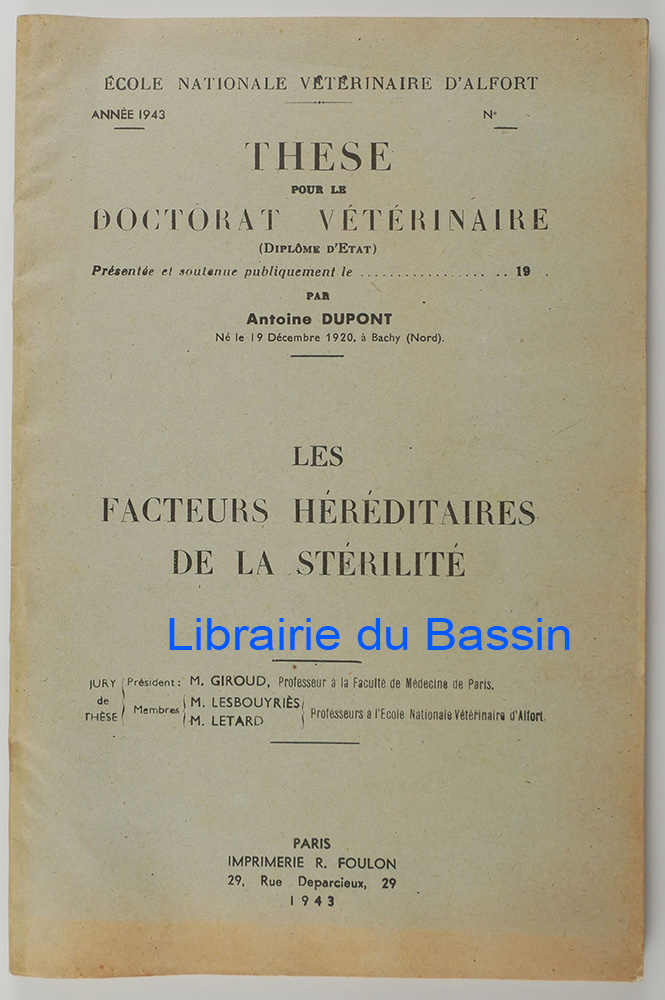 ÉCOLE NATIONALE VÉTÉRINAIRE D'ALFORT
ANNÉE 1943 N°
THESE
POUR LE
DOCTORAT VÉTÉRINAIRE
(DIPLÔME D'ETAT)
Présentée et soutenue publiquement le .................. .. 19 .
PAR
Antoine DUPONT
Né le 19 Décembre 1920, à Bachy (Nord).
LES
FACTEURS HÉRÉDITAIRES
DE LA STÉRILITÉ
Librairie du Bassin
JURY de THÈSE
Président : M. GIROUD, Professeur à la Faculté de Médecine de Paris.
Membres M. LESBOUYRIÈS
M. LETARD
Professeurs à l'Ecole Nationale Vétérinaire d'Alfort.
PARIS
IMPRIMERIE R. FOULON
29, Rue Deparcieux, 29
1943